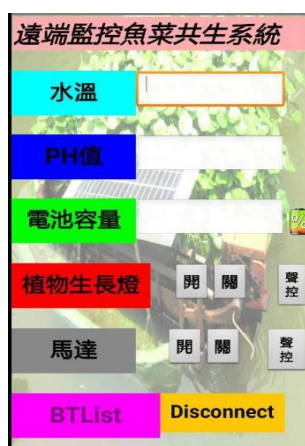 遠端監控魚菜共生系統
水溫
PH值
電池容量 %
植物生長燈 開 關 聲控
馬達 開 關 聲控
BTList Disconnect